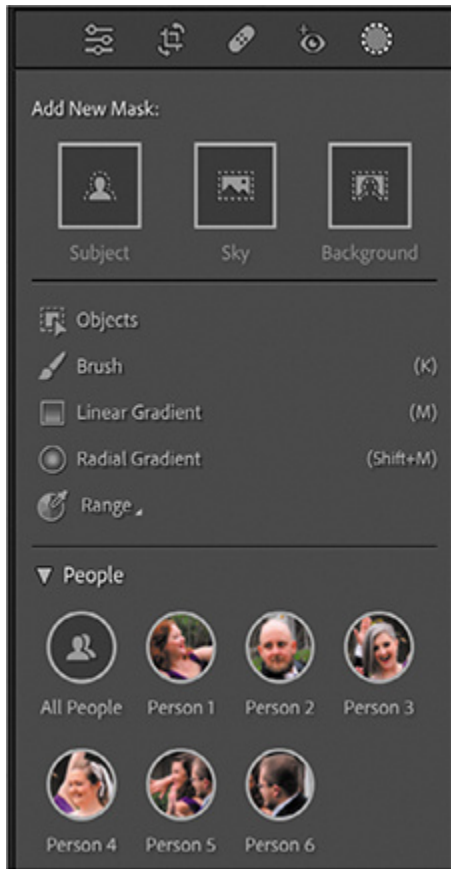 Add New Mask:
Subject Sky Background
Objects
Brush (K)
Linear Gradient (M)
Radial Gradient (Shift+M)
Range
People
All People Person 1 Person 2 Person 3
Person 4 Person 5 Person 6